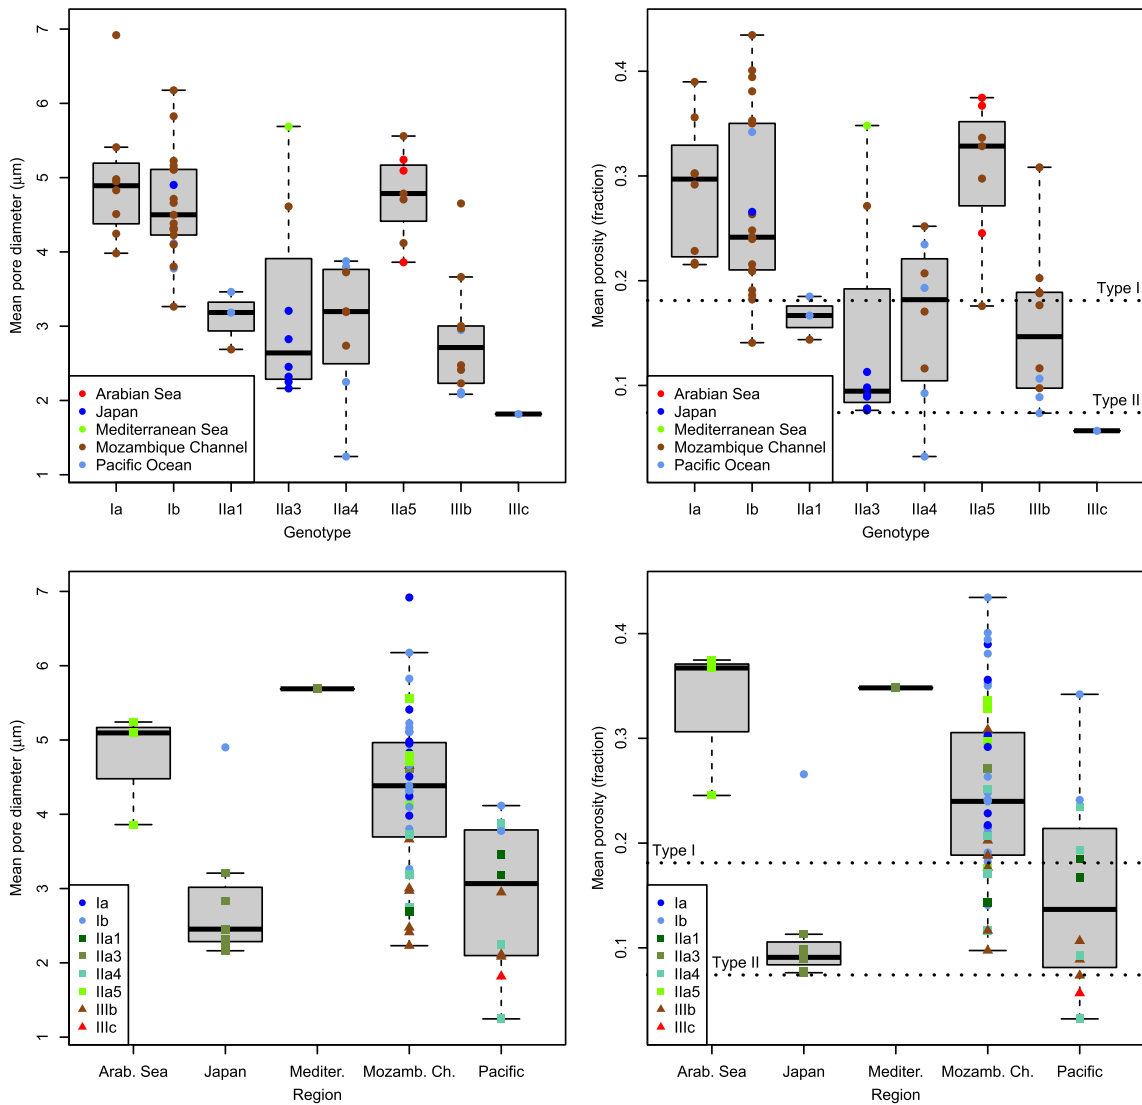 7
6
5
4
3
2
1
Mean pore diameter (µm)
Arabian Sea
Japan
Mediterranean Sea
Mozambique Channel
Pacific Ocean
Ia Ib IIa1 IIa3 IIa4 IIa5 IIIb IIIc
Genotype
0.4
0.3
0.2
0.1
Mean porosity (fraction)
Type I
Type II
Arabian Sea
Japan
Mediterranean Sea
Mozambique Channel
Pacific Ocean
Ia Ib IIa1 IIa3 IIa4 IIa5 IIIb IIIc
Genotype
7
6
5
4
3
2
1
Mean pore diameter (µm)
Ia
Ib
IIa1
IIa3
IIa4
IIa5
IIIb
IIIc
Arab. Sea Japan Mediter. Mozamb. Ch. Pacific
Region
0.4
0.3
0.2
0.1
Mean porosity (fraction)
Type I
Type II
Ia
Ib
IIa1
IIa3
IIa4
IIa5
IIIb
IIIc
Arab. Sea Japan Mediter. Mozamb. Ch. Pacific
Region